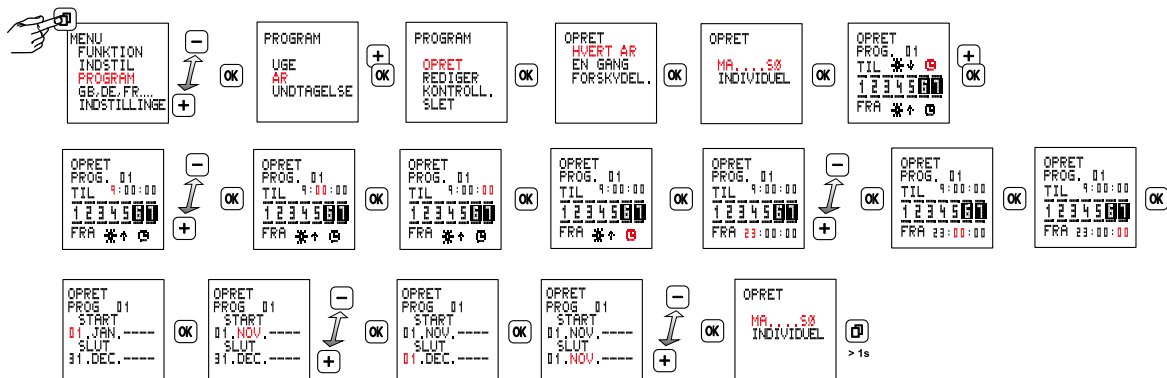 MENU
FUNKTION
INDSTIL
PROGRAM
GB,DE,FR....
INDSTILLINGE
−
+
OK
PROGRAM
UGE
AR
UNDTAGELSE
+
OK
PROGRAM
OPRET
REDIGER
KONTROLL.
SLET
OK
OPRET
HVERT AR
EN GANG
FORSKYDEL.
OK
OPRET
MA....SØ
INDIVIDUEL
OK
OPRET
PROG. 01
TIL
1 2 3 4 5 6 7
FRA
+
OK
OPRET
PROG. 01
TIL 9:00:00
1 2 3 4 5 6 7
FRA
−
+
OK
OPRET
PROG. 01
TIL 9:00:00
1 2 3 4 5 6 7
FRA
OK
OPRET
PROG. 01
TIL 9:00:00
1 2 3 4 5 6 7
FRA
OK
OPRET
PROG. 01
TIL 9:00:00
1 2 3 4 5 6 7
FRA
OK
OPRET
PROG. 01
TIL 9:00:00
1 2 3 4 5 6 7
FRA 23:00:00
−
+
OK
OPRET
PROG. 01
TIL 9:00:00
1 2 3 4 5 6 7
FRA 23:00:00
OK
OPRET
PROG. 01
TIL 9:00:00
1 2 3 4 5 6 7
FRA 23:00:00
OK
OPRET
PROG 01
START
01.JAN.----
SLUT
31.DEC.----
OK
OPRET
PROG 01
START
01.NOV.----
SLUT
31.DEC.----
−
+
OK
OPRET
PROG 01
START
01.NOV.----
SLUT
01.DEC.----
OK
OPRET
PROG 01
START
01.NOV.----
SLUT
01.NOV.----
−
+
OK
OPRET
MA....SØ
INDIVIDUEL
> 1s